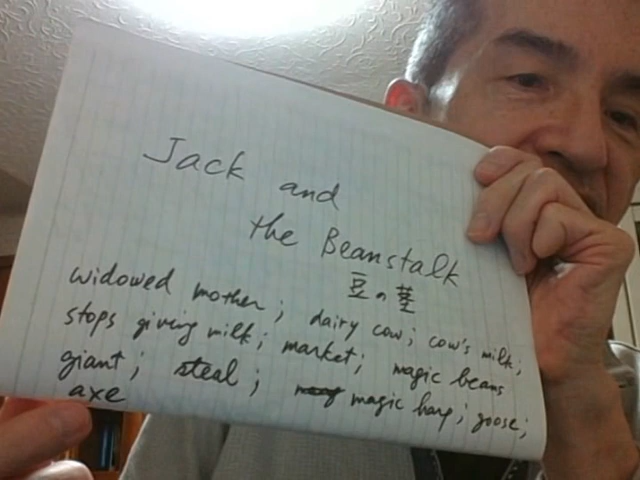 Jack and
the Beanstalk
豆の茎
widowed mother; dairy cow; cow's milk;
stops giving milk; market; magic beans
giant; steal; magic harp; goose;
axe